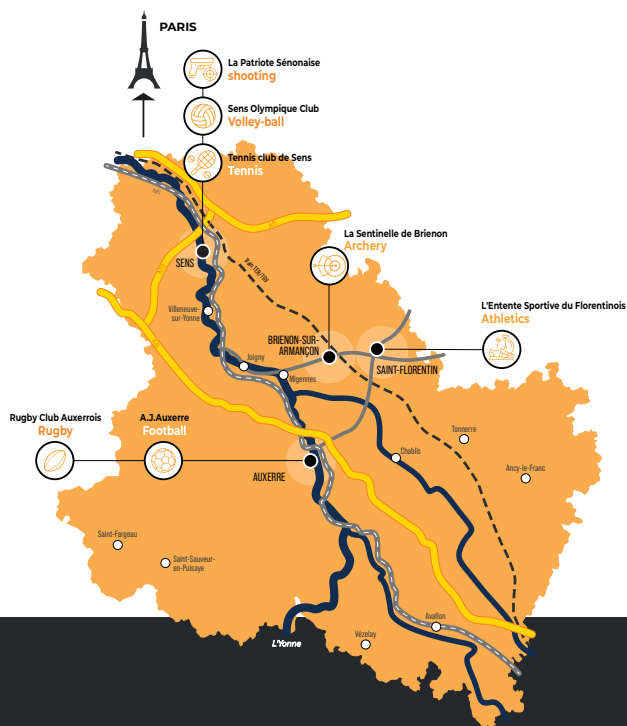 PARIS
La Patriote Sénonaise
shooting
Sens Olympique Club
Volley-ball
Tennis club de Sens
Tennis
La Sentinelle de Brienon
Archery
L'Entente Sportive du Florentinois
Athletics
SENS
Train TER/TGV
Villeneuve-
sur-Yonne
BRIENON-SUR-
ARMANÇON
SAINT-FLORENTIN
Joigny
Migennes
Rugby Club Auxerrois
Rugby
A.J.Auxerre
Football
Tonnerre
Chablis
Ancy-le-Franc
AUXERRE
Saint-Fargeau
Saint-Sauveur-
en-Puisaye
Avallon
L'Yonne
Vézelay